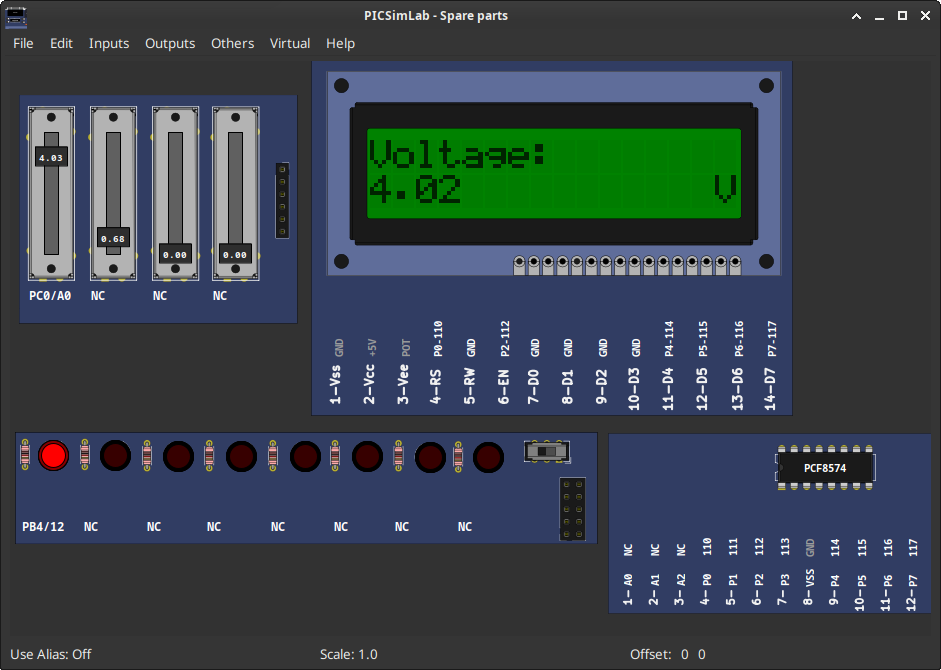 PICSimLab - Spare parts
File Edit Inputs Outputs Others Virtual Help
4.03
0.68
0.00
0.00
PC0/A0 NC NC NC
Voltage:
4.02 V
1-Vss GND
2-Vcc +5V
3-Vee POT
4-RS P0-110
5-RW GND
6-EN P2-112
7-D0 GND
8-D1 GND
9-D2 GND
10-D3 GND
11-D4 P4-114
12-D5 P5-115
13-D6 P6-116
14-D7 P7-117
PB4/12 NC NC NC NC NC NC NC
PCF8574
1-A0 NC
2-A1 NC
3-A2 NC
4-P0 110
5-P1 111
6-P2 112
7-P3 113
8-VSS GND
9-P4 114
10-P5 115
11-P6 116
12-P7 117
Use Alias: Off Scale: 1.0 Offset: 0 0